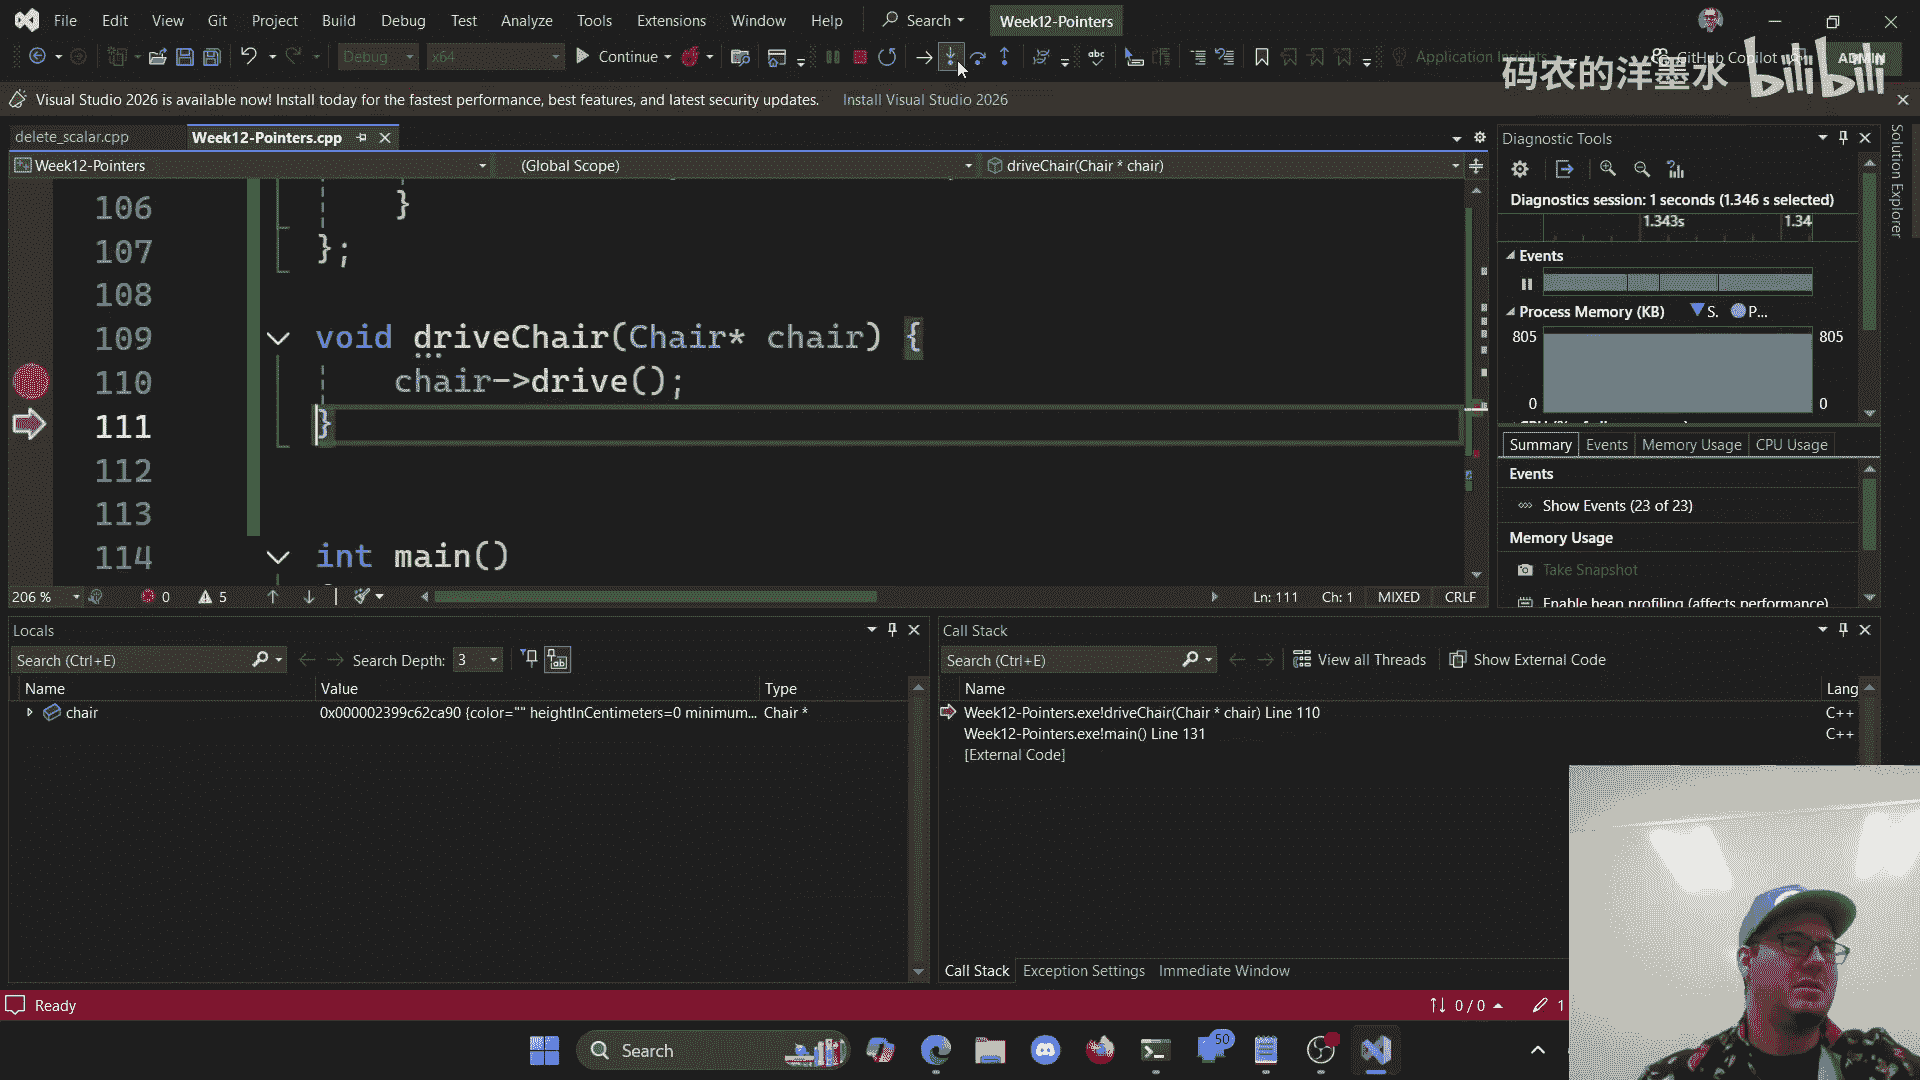 File Edit View Git Project Build Debug Test Analyze Tools Extensions Window Help Search Week12-Pointers
Debug x64 Continue Application Insights GitHub Copilot ADMIN
码农的洋墨水 bilibili
Visual Studio 2026 is available now! Install today for the fastest performance, best features, and latest security updates. Install Visual Studio 2026
delete_scalar.cpp Week12-Pointers.cpp
Week12-Pointers (Global Scope) driveChair(Chair * chair)
106 }
107 };
108
109 void driveChair(Chair* chair) {
110 chair->drive();
111 }
112
113
114 int main()
206 % 0 5 Ln: 111 Ch: 1 MIXED CRLF
Diagnostic Tools
Diagnostics session: 1 seconds (1.346 s selected)
1.343s 1.34
Events
Process Memory (KB) S. P...
805 805
0 0
Summary Events Memory Usage CPU Usage
Events
Show Events (23 of 23)
Memory Usage
Take Snapshot
Enable heap profiling (affects performance)
Solution Explorer
Locals
Search (Ctrl+E) Search Depth: 3
Name Value Type
chair 0x000002399c62ca90 {color="" heightInCentimeters=0 minimum... Chair *
Call Stack
Search (Ctrl+E) View all Threads Show External Code
Name Lang
Week12-Pointers.exe!driveChair(Chair * chair) Line 110 C++
Week12-Pointers.exe!main() Line 131 C++
[External Code]
Call Stack Exception Settings Immediate Window
Ready 0 / 0 1
Search 50